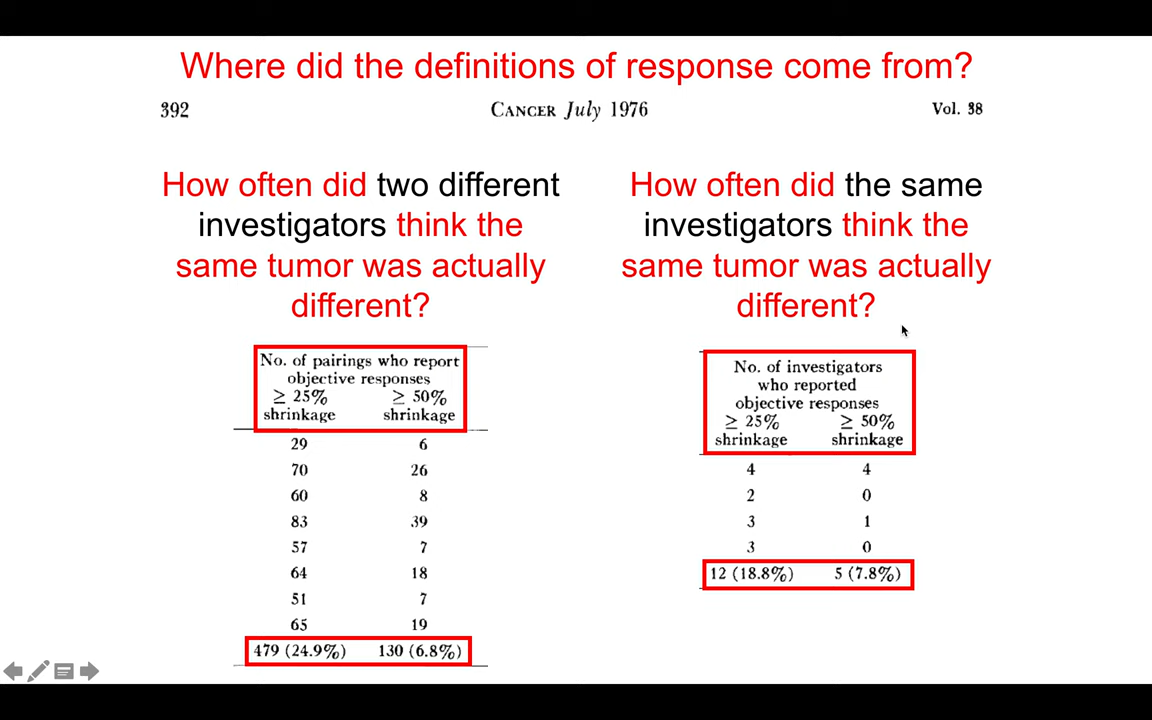 Where did the definitions of response come from?
392 CANCER July 1976 Vol. 38
How often did two different
investigators think the
same tumor was actually
different?
No. of pairings who report
objective responses
≥ 25% ≥ 50%
shrinkage shrinkage
29 6
70 26
60 8
83 39
57 7
64 18
51 7
65 19
479 (24.9%) 130 (6.8%)
How often did the same
investigators think the
same tumor was actually
different?
No. of investigators
who reported
objective responses
≥ 25% ≥ 50%
shrinkage shrinkage
4 4
2 0
3 1
3 0
12 (18.8%) 5 (7.8%)